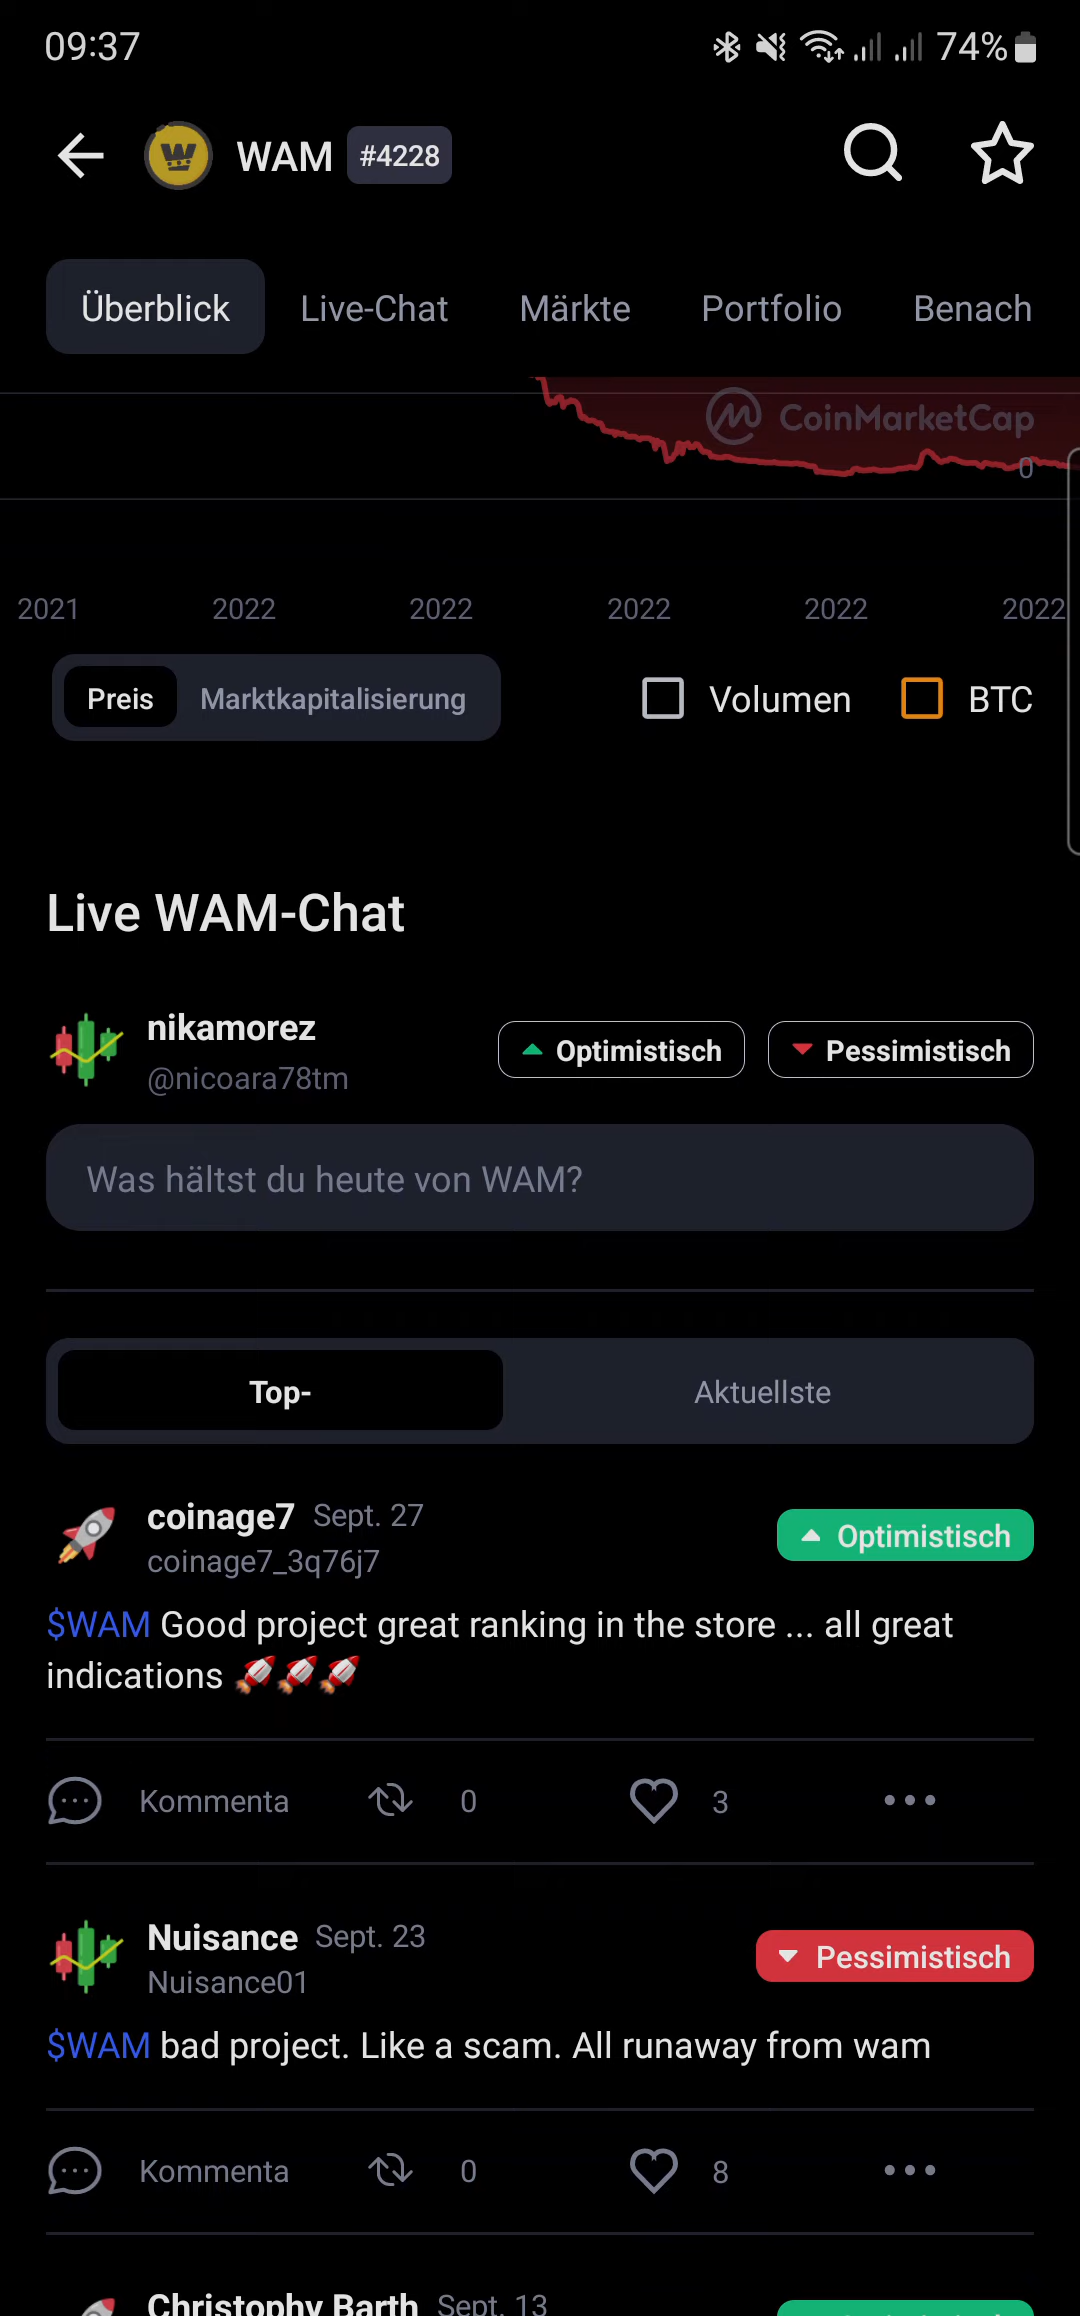 09:37
74%
WAM #4228
Überblick Live-Chat Märkte Portfolio Benach
CoinMarketCap
0
2021 2022 2022 2022 2022 2022
Preis Marktkapitalisierung Volumen BTC
Live WAM-Chat
nikamorez
@nicoara78tm
Optimistisch Pessimistisch
Was hältst du heute von WAM?
Top- Aktuellste
coinage7 Sept. 27
coinage7_3q76j7
Optimistisch
$WAM Good project great ranking in the store ... all great
indications 🚀🚀🚀
Kommenta 0 3
Nuisance Sept. 23
Nuisance01
Pessimistisch
$WAM bad project. Like a scam. All runaway from wam
Kommenta 0 8
Christophy Barth Sept. 13